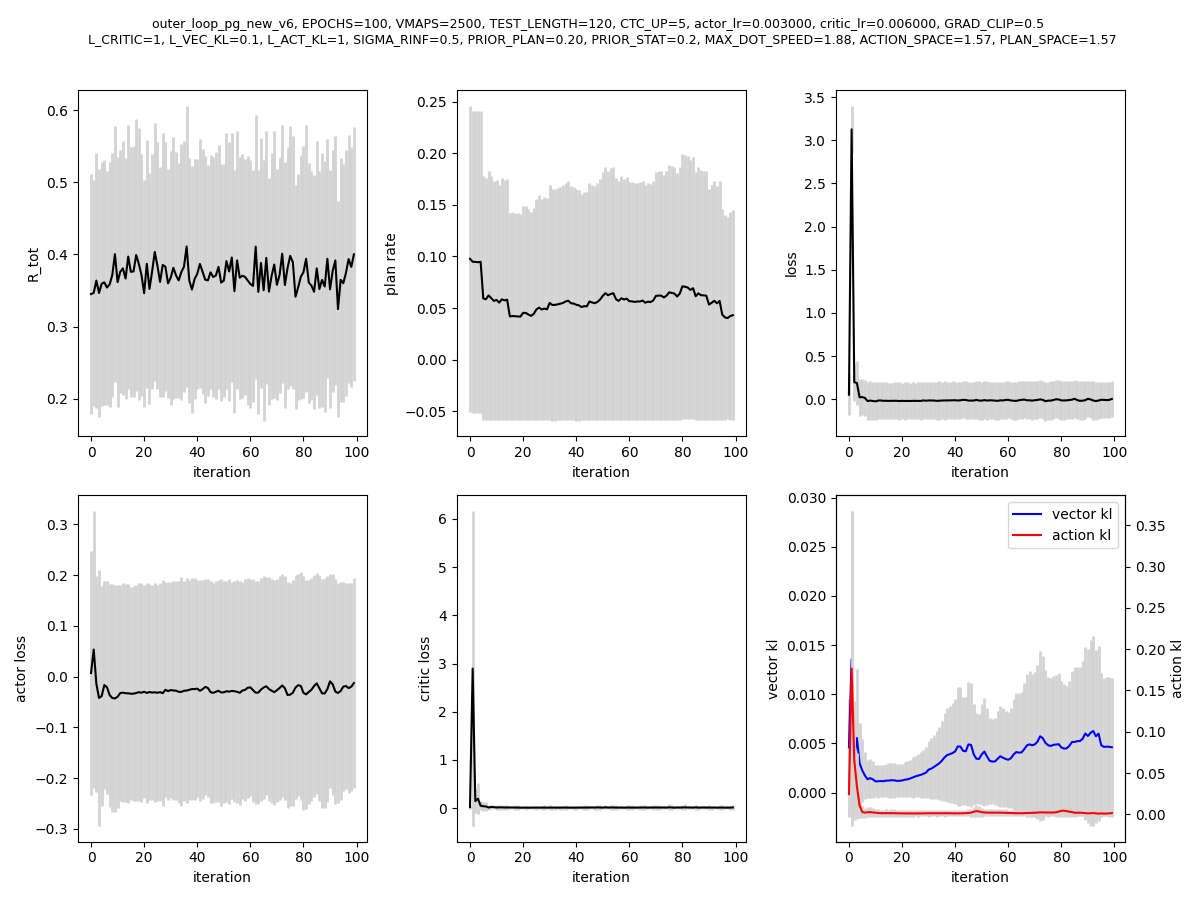 outer_loop_pg_new_v6, EPOCHS=100, VMAPS=2500, TEST_LENGTH=120, CTC_UP=5, actor_lr=0.003000, critic_lr=0.006000, GRAD_CLIP=0.5
L_CRITIC=1, L_VEC_KL=0.1, L_ACT_KL=1, SIGMA_RINF=0.5, PRIOR_PLAN=0.20, PRIOR_STAT=0.2, MAX_DOT_SPEED=1.88, ACTION_SPACE=1.57, PLAN_SPACE=1.57
R_tot
0.6
0.5
0.4
0.3
0.2
0 20 40 60 80 100
iteration
plan rate
0.25
0.20
0.15
0.10
0.05
0.00
−0.05
0 20 40 60 80 100
iteration
loss
3.5
3.0
2.5
2.0
1.5
1.0
0.5
0.0
0 20 40 60 80 100
iteration
actor loss
0.3
0.2
0.1
0.0
−0.1
−0.2
−0.3
0 20 40 60 80 100
iteration
critic loss
6
5
4
3
2
1
0
0 20 40 60 80 100
iteration
vector kl
0.030
0.025
0.020
0.015
0.010
0.005
0.000
0 20 40 60 80 100
iteration
vector kl
action kl
0.35
0.30
0.25
0.20
0.15
0.10
0.05
0.00
action kl